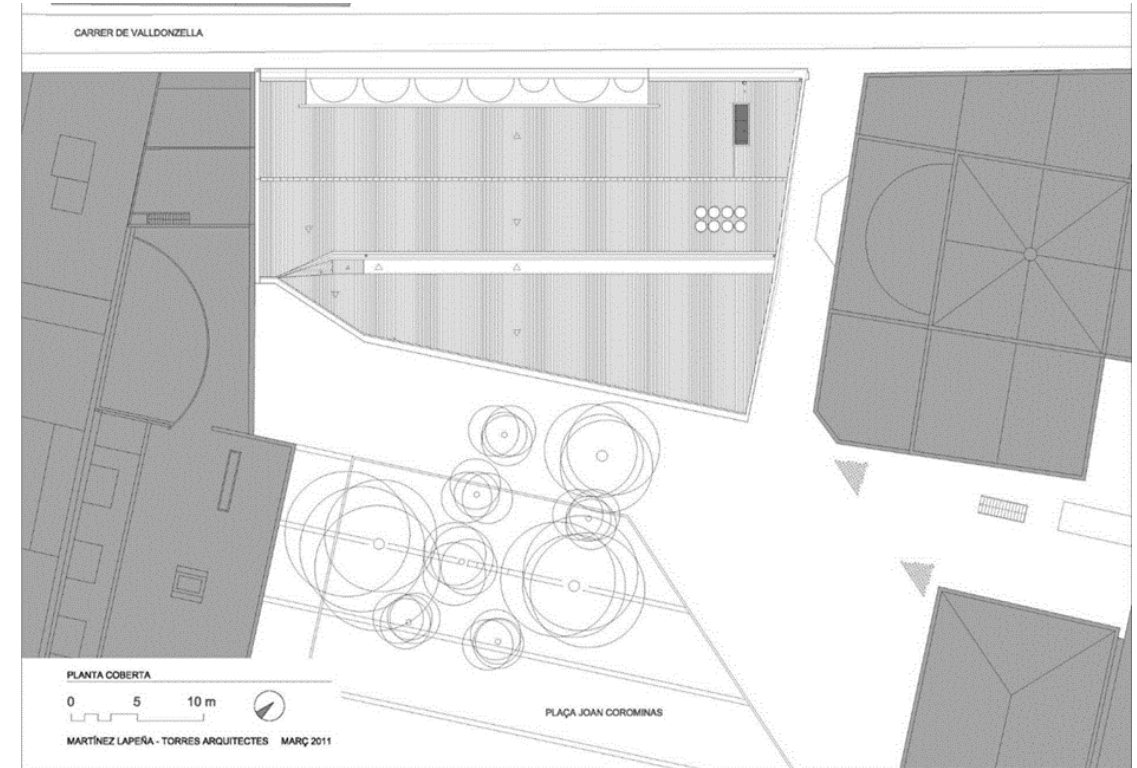 CARRER DE VALLDONZELLA
PLAÇA JOAN COROMINAS
PLANTA COBERTA
0 5 10 m
MARTÍNEZ LAPEÑA - TORRES ARQUITECTES MARÇ 2011